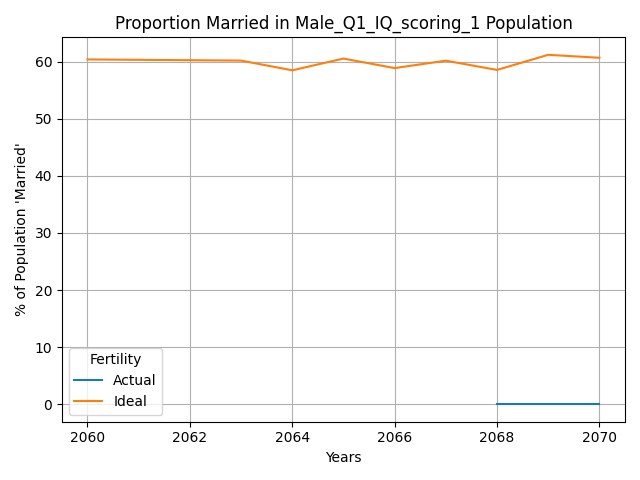 Proportion Married in Male_Q1_IQ_scoring_1 Population
% of Population 'Married'
60
50
40
30
20
10
0
Fertility
Actual
Ideal
2060 2062 2064 2066 2068 2070
Years